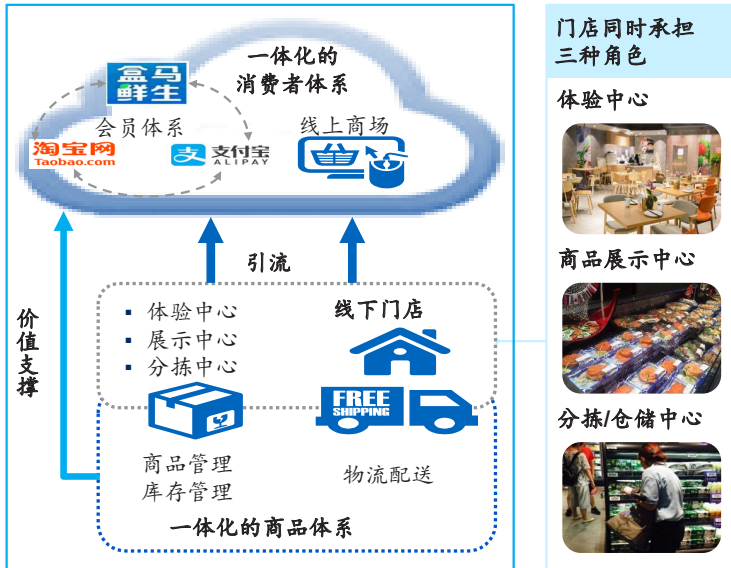 一体化的
消费者体系
盒马
鲜生
会员体系
线上商场
淘宝网
Taobao.com
支
支付宝
ALIPAY
引流
价值支撑
▪ 体验中心
▪ 展示中心
▪ 分拣中心
线下门店
FREE
SHIPPING
商品管理
库存管理
物流配送
一体化的商品体系
门店同时承担
三种角色
体验中心
商品展示中心
分拣/仓储中心